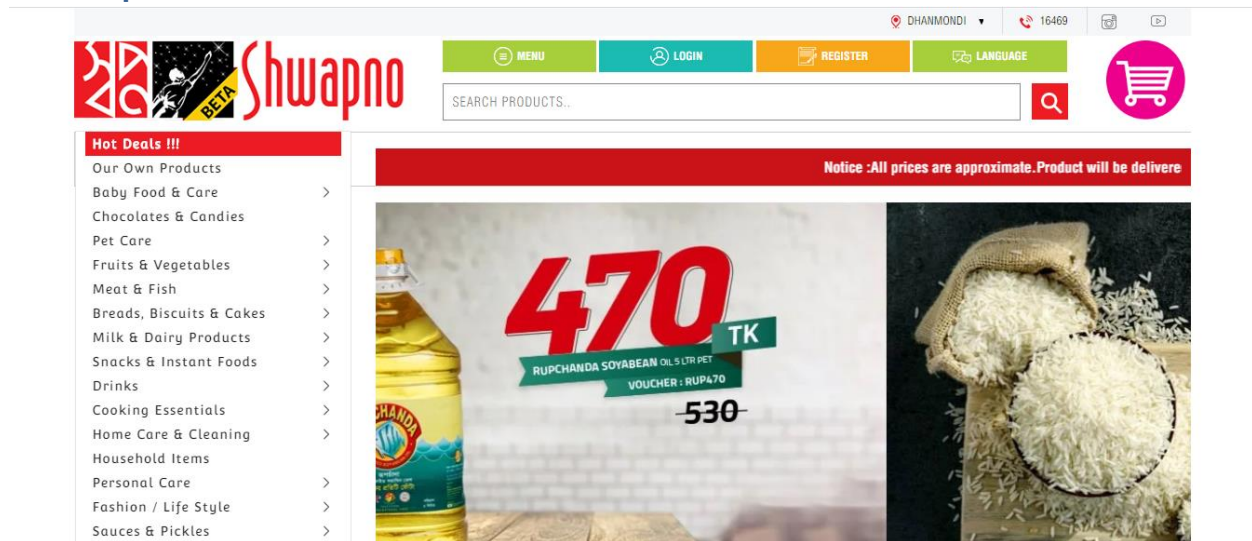 DHANMONDI ▼ 16469
স্বপ্ন BETA Shwapno
MENU LOGIN REGISTER LANGUAGE
SEARCH PRODUCTS..
Hot Deals !!!
Our Own Products
Baby Food & Care >
Chocolates & Candies
Pet Care >
Fruits & Vegetables >
Meat & Fish >
Breads, Biscuits & Cakes >
Milk & Dairy Products >
Snacks & Instant Foods >
Drinks >
Cooking Essentials >
Home Care & Cleaning >
Household Items
Personal Care >
Fashion / Life Style >
Sauces & Pickles >
Notice :All prices are approximate.Product will be delivere
470
TK
RUPCHANDA SOYABEAN OIL 5 LTR PET
VOUCHER : RUP470
530
CHANDA